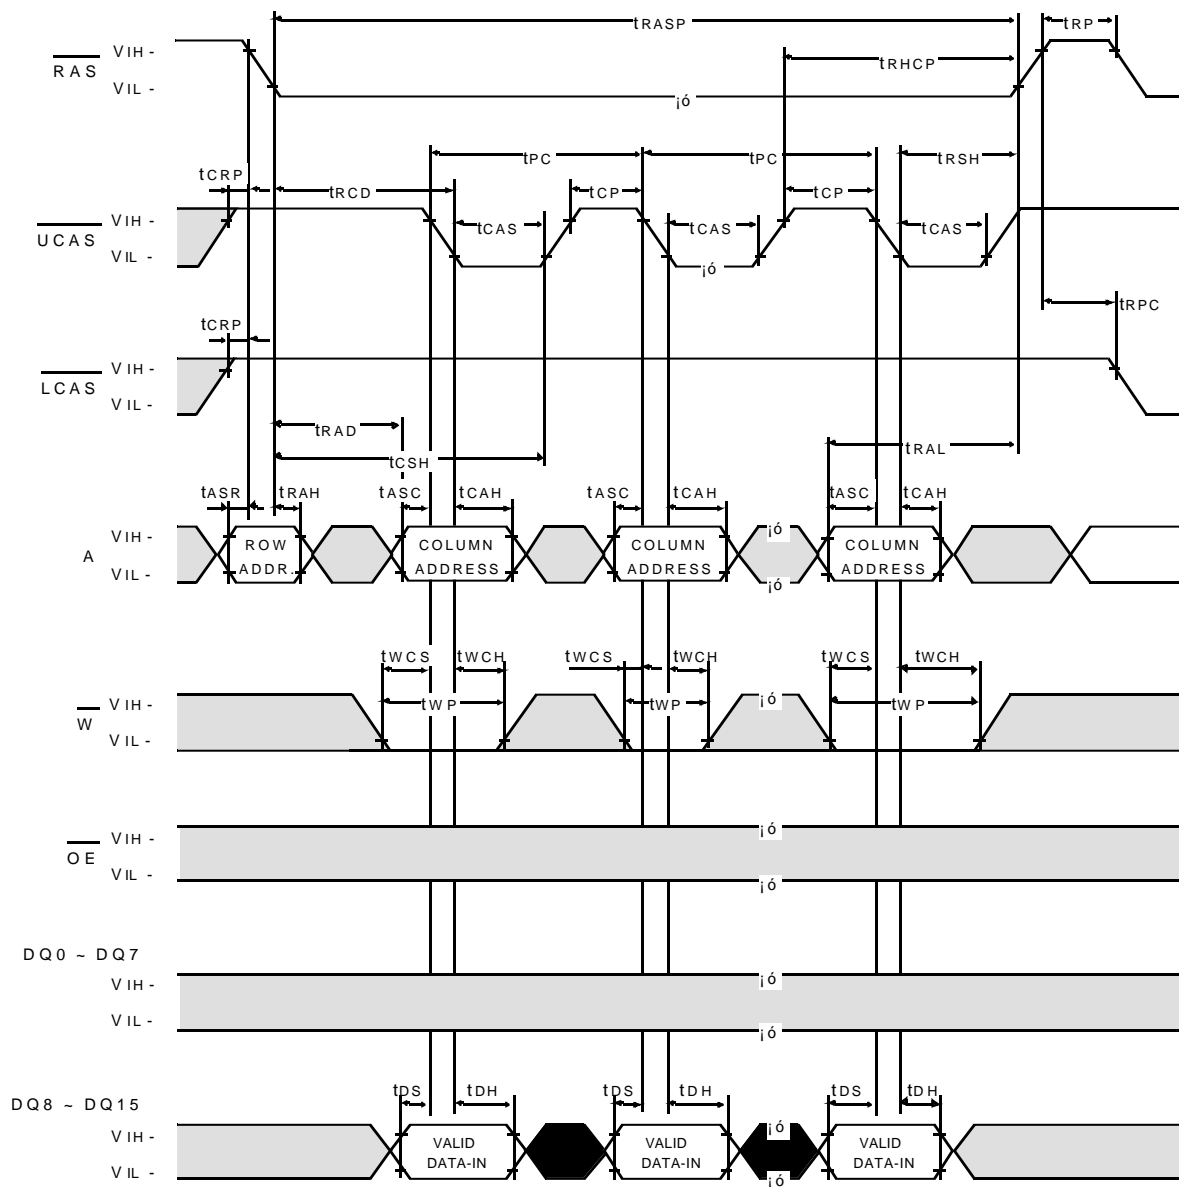 tRASP tRP
RAS VIH -
tRHCP
VIL -
¡ó
tPC tPC tRSH
tCRP tRCD tCP tCP
UCAS VIH -
tCAS tCAS tCAS
VIL -
¡ó
tRPC
tCRP
LCAS VIH -
VIL -
tRAD
tCSH tRAL
tASR tRAH tASC tCAH tASC tCAH tASC tCAH
A VIH -
¡ó
ROW COLUMN COLUMN COLUMN
ADDR. ADDRESS ADDRESS ADDRESS
VIL -
¡ó
tWCS tWCH tWCS tWCH tWCS tWCH
W VIH -
tWP tWP tWP
¡ó
VIL -
OE VIH -
¡ó
VIL -
¡ó
DQ0 ~ DQ7
VIH -
¡ó
VIL -
¡ó
tDS tDH tDS tDH tDS tDH
DQ8 ~ DQ15
VIH -
¡ó
VALID VALID VALID
DATA-IN DATA-IN DATA-IN
VIL -
¡ó